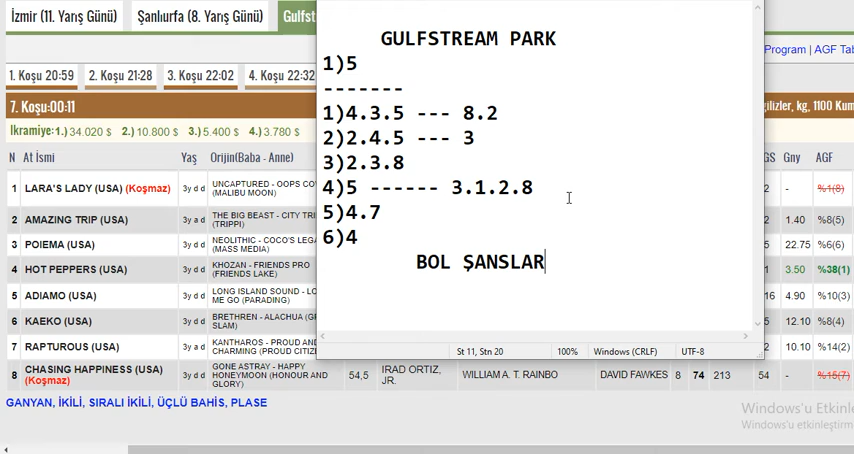 İzmir (11. Yarış Günü) Şanlıurfa (8. Yarış Günü) Gulfst
Program | AGF Tab
1. Koşu 20:59 2. Koşu 21:28 3. Koşu 22:02 4. Koşu 22:32
7. Koşu:00:11
gilizler, kg, 1100 Kum
Ikramiye: 1.) 34.020 $ 2.) 10.800 $ 3.) 5.400 $ 4.) 3.780 $
N At İsmi Yaş Orijin(Baba - Anne) GS Gny AGF
1 LARA'S LADY (USA) (Koşmaz) 3y d d UNCAPTURED - OOPS CO (MALIBU MOON) 2 - %1(8)
2 AMAZING TRIP (USA) 3y a d THE BIG BEAST - CITY TRI (TRIPPI) 2 1.40 %8(5)
3 POIEMA (USA) 3y d d NEOLITHIC - COCO'S LEGA (MASS MEDIA) 5 22.75 %6(6)
4 HOT PEPPERS (USA) 3y d d KHOZAN - FRIENDS PRO (FRIENDS LAKE) 1 3.50 %38(1)
5 ADIAMO (USA) 3y d d LONG ISLAND SOUND - LO ME GO (PARADING) 16 4.90 %10(3)
6 KAEKO (USA) 3y d d BRETHREN - ALACHUA (GR SLAM) 5 12.10 %8(4)
7 RAPTUROUS (USA) 3y d d KANTHAROS - PROUD AND CHARMING (PROUD CITIZ 2 10.10 %14(2)
8 CHASING HAPPINESS (USA) (Koşmaz) 3y d d GONE ASTRAY - HAPPY HONEYMOON (HONOUR AND GLORY) 54,5 IRAD ORTIZ, JR. WILLIAM A. T. RAINBO DAVID FAWKES 8 74 213 54 - %15(7)
GANYAN, İKİLİ, SIRALI İKİLİ, ÜÇLÜ BAHİS, PLASE
GULFSTREAM PARK
1)5
-------
1)4.3.5 --- 8.2
2)2.4.5 --- 3
3)2.3.8
4)5 ------ 3.1.2.8
5)4.7
6)4
BOL ŞANSLAR
St 11, Stn 20 100% Windows (CRLF) UTF-8
Windows'u Etkinle
Windows'u etkinleştirm